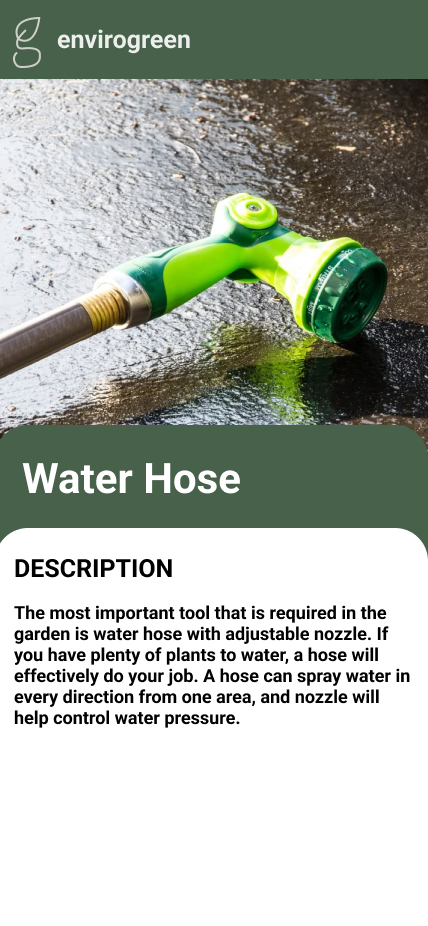 envirogreen
Water Hose
DESCRIPTION
The most important tool that is required in the
garden is water hose with adjustable nozzle. If
you have plenty of plants to water, a hose will
effectively do your job. A hose can spray water in
every direction from one area, and nozzle will
help control water pressure.